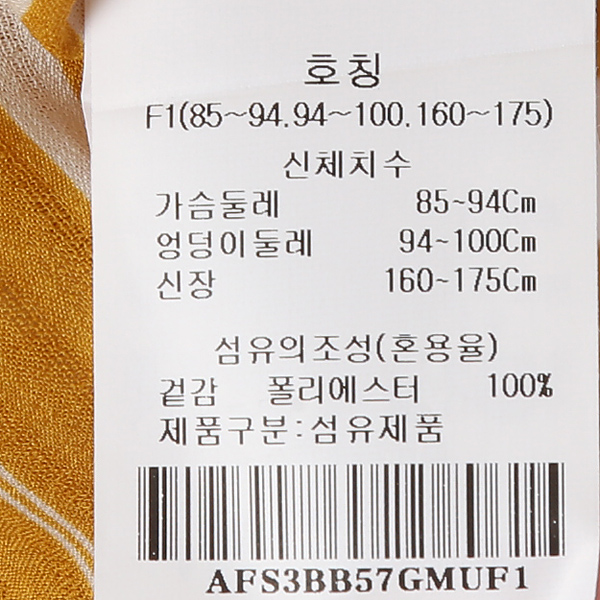 호칭
F1(85~94.94~100.160~175)
신체치수
가슴둘레 85~94Cm
엉덩이둘레 94~100Cm
신장 160~175Cm
섬유의조성(혼용율)
겉감 폴리에스터 100%
제품구분:섬유제품
AFS3BB57GMUF1